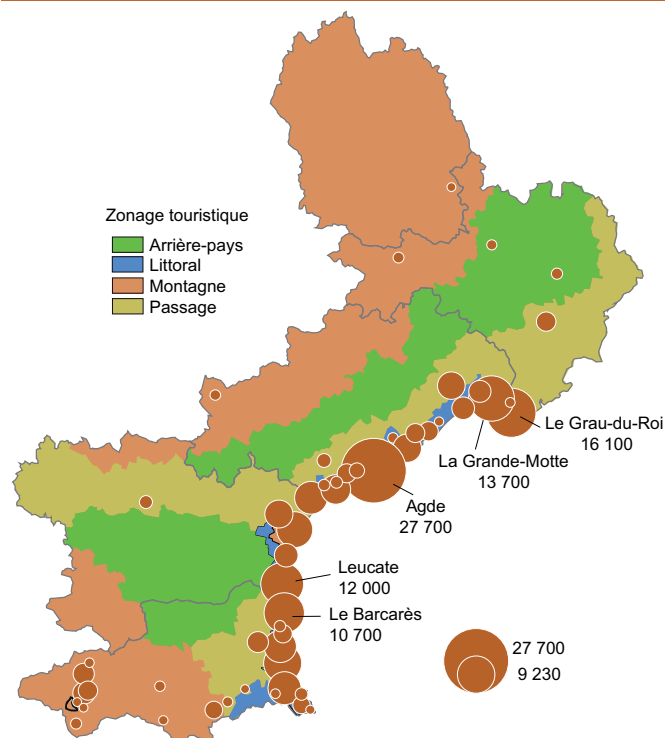 Zonage touristique
Arrière-pays
Littoral
Montagne
Passage
Le Grau-du-Roi
16 100
La Grande-Motte
13 700
Agde
27 700
Leucate
12 000
Le Barcarès
10 700
27 700
9 230